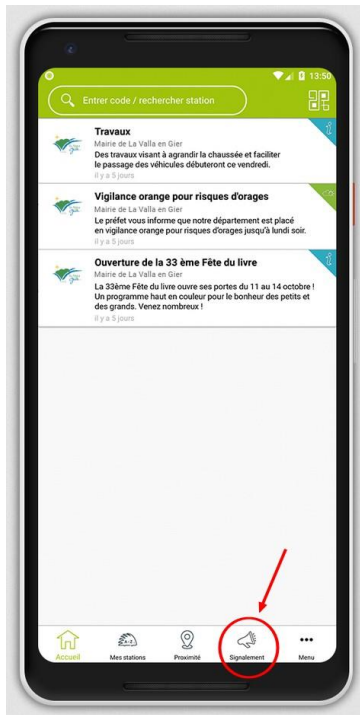 13:50
Entrer code / rechercher station
Travaux
Mairie de La Valla en Gier
Des travaux visant à agrandir la chaussée et faciliter
le passage des véhicules débuteront ce vendredi.
il y a 5 jours
Vigilance orange pour risques d'orages
Mairie de La Valla en Gier
Le préfet vous informe que notre département est placé
en vigilance orange pour risques d'orages jusqu'à lundi soir.
il y a 5 jours
Ouverture de la 33 ème Fête du livre
Mairie de La Valla en Gier
La 33ème Fête du livre ouvre ses portes du 11 au 14 octobre !
Un programme haut en couleur pour le bonheur des petits et
des grands. Venez nombreux !
il y a 5 jours
Accueil Mes stations Proximité Signalement Menu